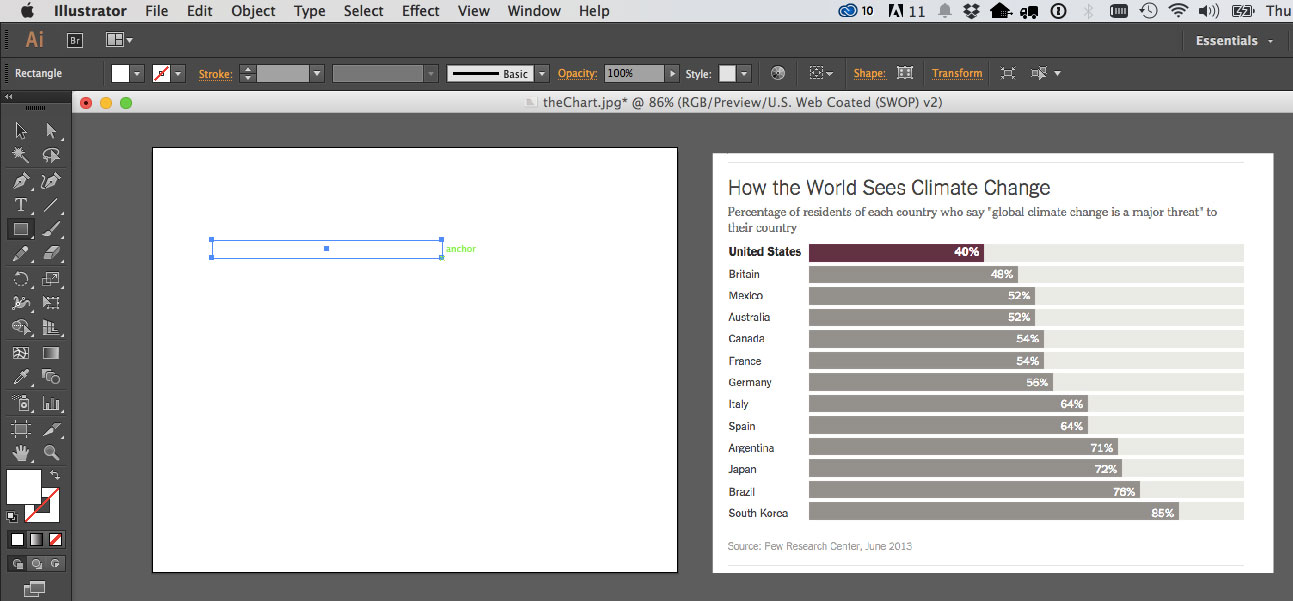 Illustrator File Edit Object Type Select Effect View Window Help 10 11 Thu
Ai Br Essentials
Rectangle Stroke: Basic Opacity: 100% Style: Shape: Transform
theChart.jpg* @ 86% (RGB/Preview/U.S. Web Coated (SWOP) v2)
anchor
How the World Sees Climate Change
Percentage of residents of each country who say "global climate change is a major threat" to
their country
United States 40%
Britain 48%
Mexico 52%
Australia 52%
Canada 54%
France 54%
Germany 56%
Italy 64%
Spain 64%
Argentina 71%
Japan 72%
Brazil 76%
South Korea 85%
Source: Pew Research Center, June 2013